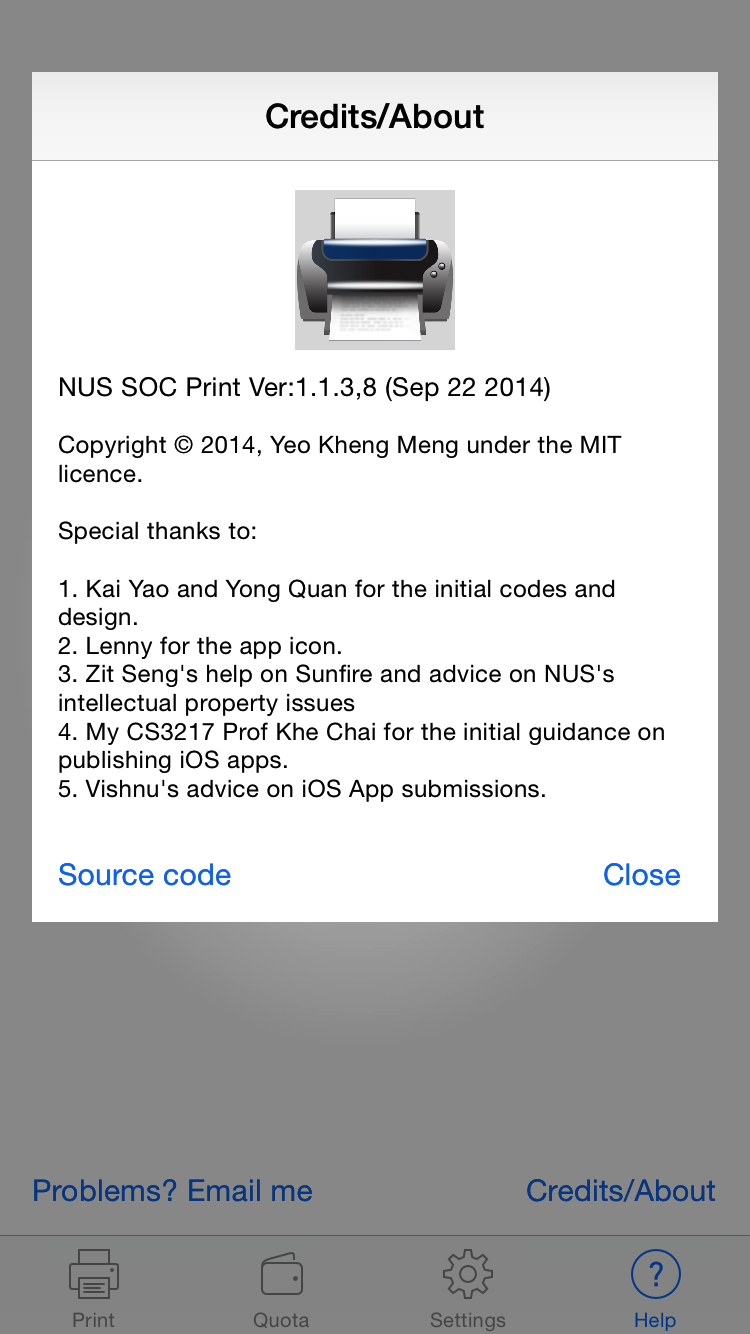 Credits/About
NUS SOC Print Ver:1.1.3,8 (Sep 22 2014)
Copyright © 2014, Yeo Kheng Meng under the MIT
licence.
Special thanks to:
1. Kai Yao and Yong Quan for the initial codes and
design.
2. Lenny for the app icon.
3. Zit Seng's help on Sunfire and advice on NUS's
intellectual property issues
4. My CS3217 Prof Khe Chai for the initial guidance on
publishing iOS apps.
5. Vishnu's advice on iOS App submissions.
Source code
Close
Problems? Email me
Credits/About
Print
Quota
Settings
?
Help